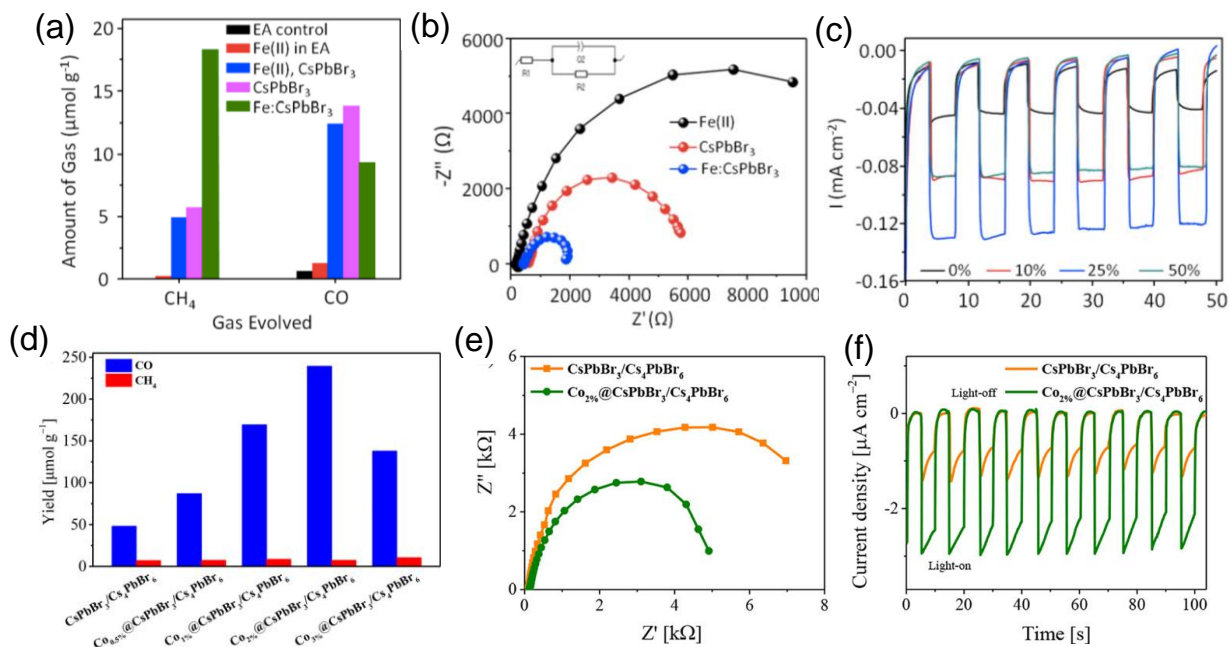 (a)
Amount of Gas (μmol g⁻¹)
20
15
10
5
0
EA control
Fe(II) in EA
Fe(II), CsPbBr₃
CsPbBr₃
Fe:CsPbBr₃
CH₄
CO
Gas Evolved
(b)
-Z'' (Ω)
6000
4000
2000
0
R1
R2
Fe(II)
CsPbBr₃
Fe:CsPbBr₃
0
2000
4000
6000
8000
1000
Z' (Ω)
(c)
I (mA cm⁻²)
0.00
-0.04
-0.08
-0.12
-0.16
0%
10%
25%
50%
0
10
20
30
40
50
(d)
Yield [μmol g⁻¹]
250
200
150
100
50
0
CO
CH₄
CsPbBr₃/Cs₄PbBr₆
Co₀.₅%@CsPbBr₃/Cs₄PbBr₆
Co₁%@CsPbBr₃/Cs₄PbBr₆
Co₂%@CsPbBr₃/Cs₄PbBr₆
Co₃%@CsPbBr₃/Cs₄PbBr₆
(e)
Z'' [kΩ]
6
4
2
0
CsPbBr₃/Cs₄PbBr₆
Co₂%@CsPbBr₃/Cs₄PbBr₆
0
2
4
6
8
Z' [kΩ]
(f)
Current density [μA cm⁻²]
0
-2
CsPbBr₃/Cs₄PbBr₆
Co₂%@CsPbBr₃/Cs₄PbBr₆
Light-off
Light-on
0
20
40
60
80
100
Time [s]